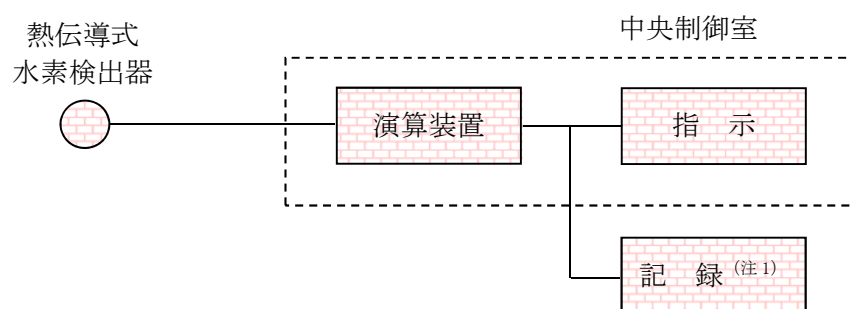 中央制御室
熱伝導式
水素検出器
演算装置
指 示
記 録(注1)